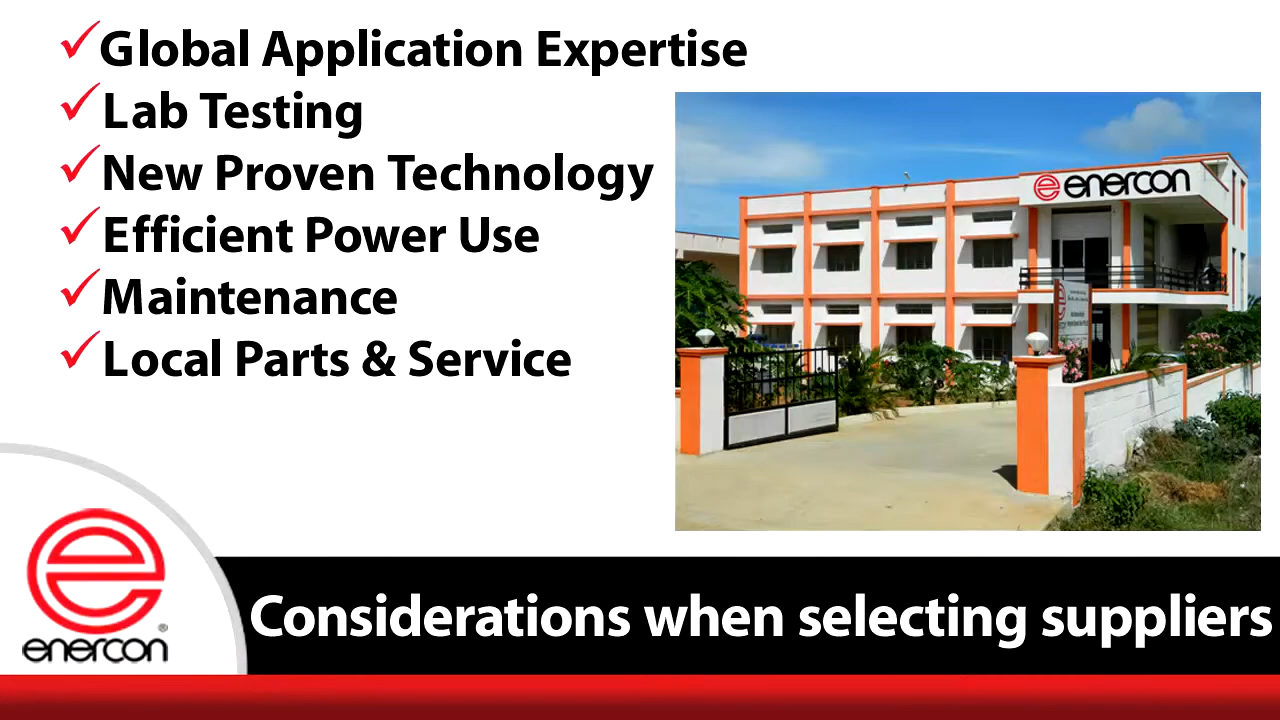 Global Application Expertise
Lab Testing
New Proven Technology
Efficient Power Use
Maintenance
Local Parts & Service
enercon
enercon®
Considerations when selecting suppliers